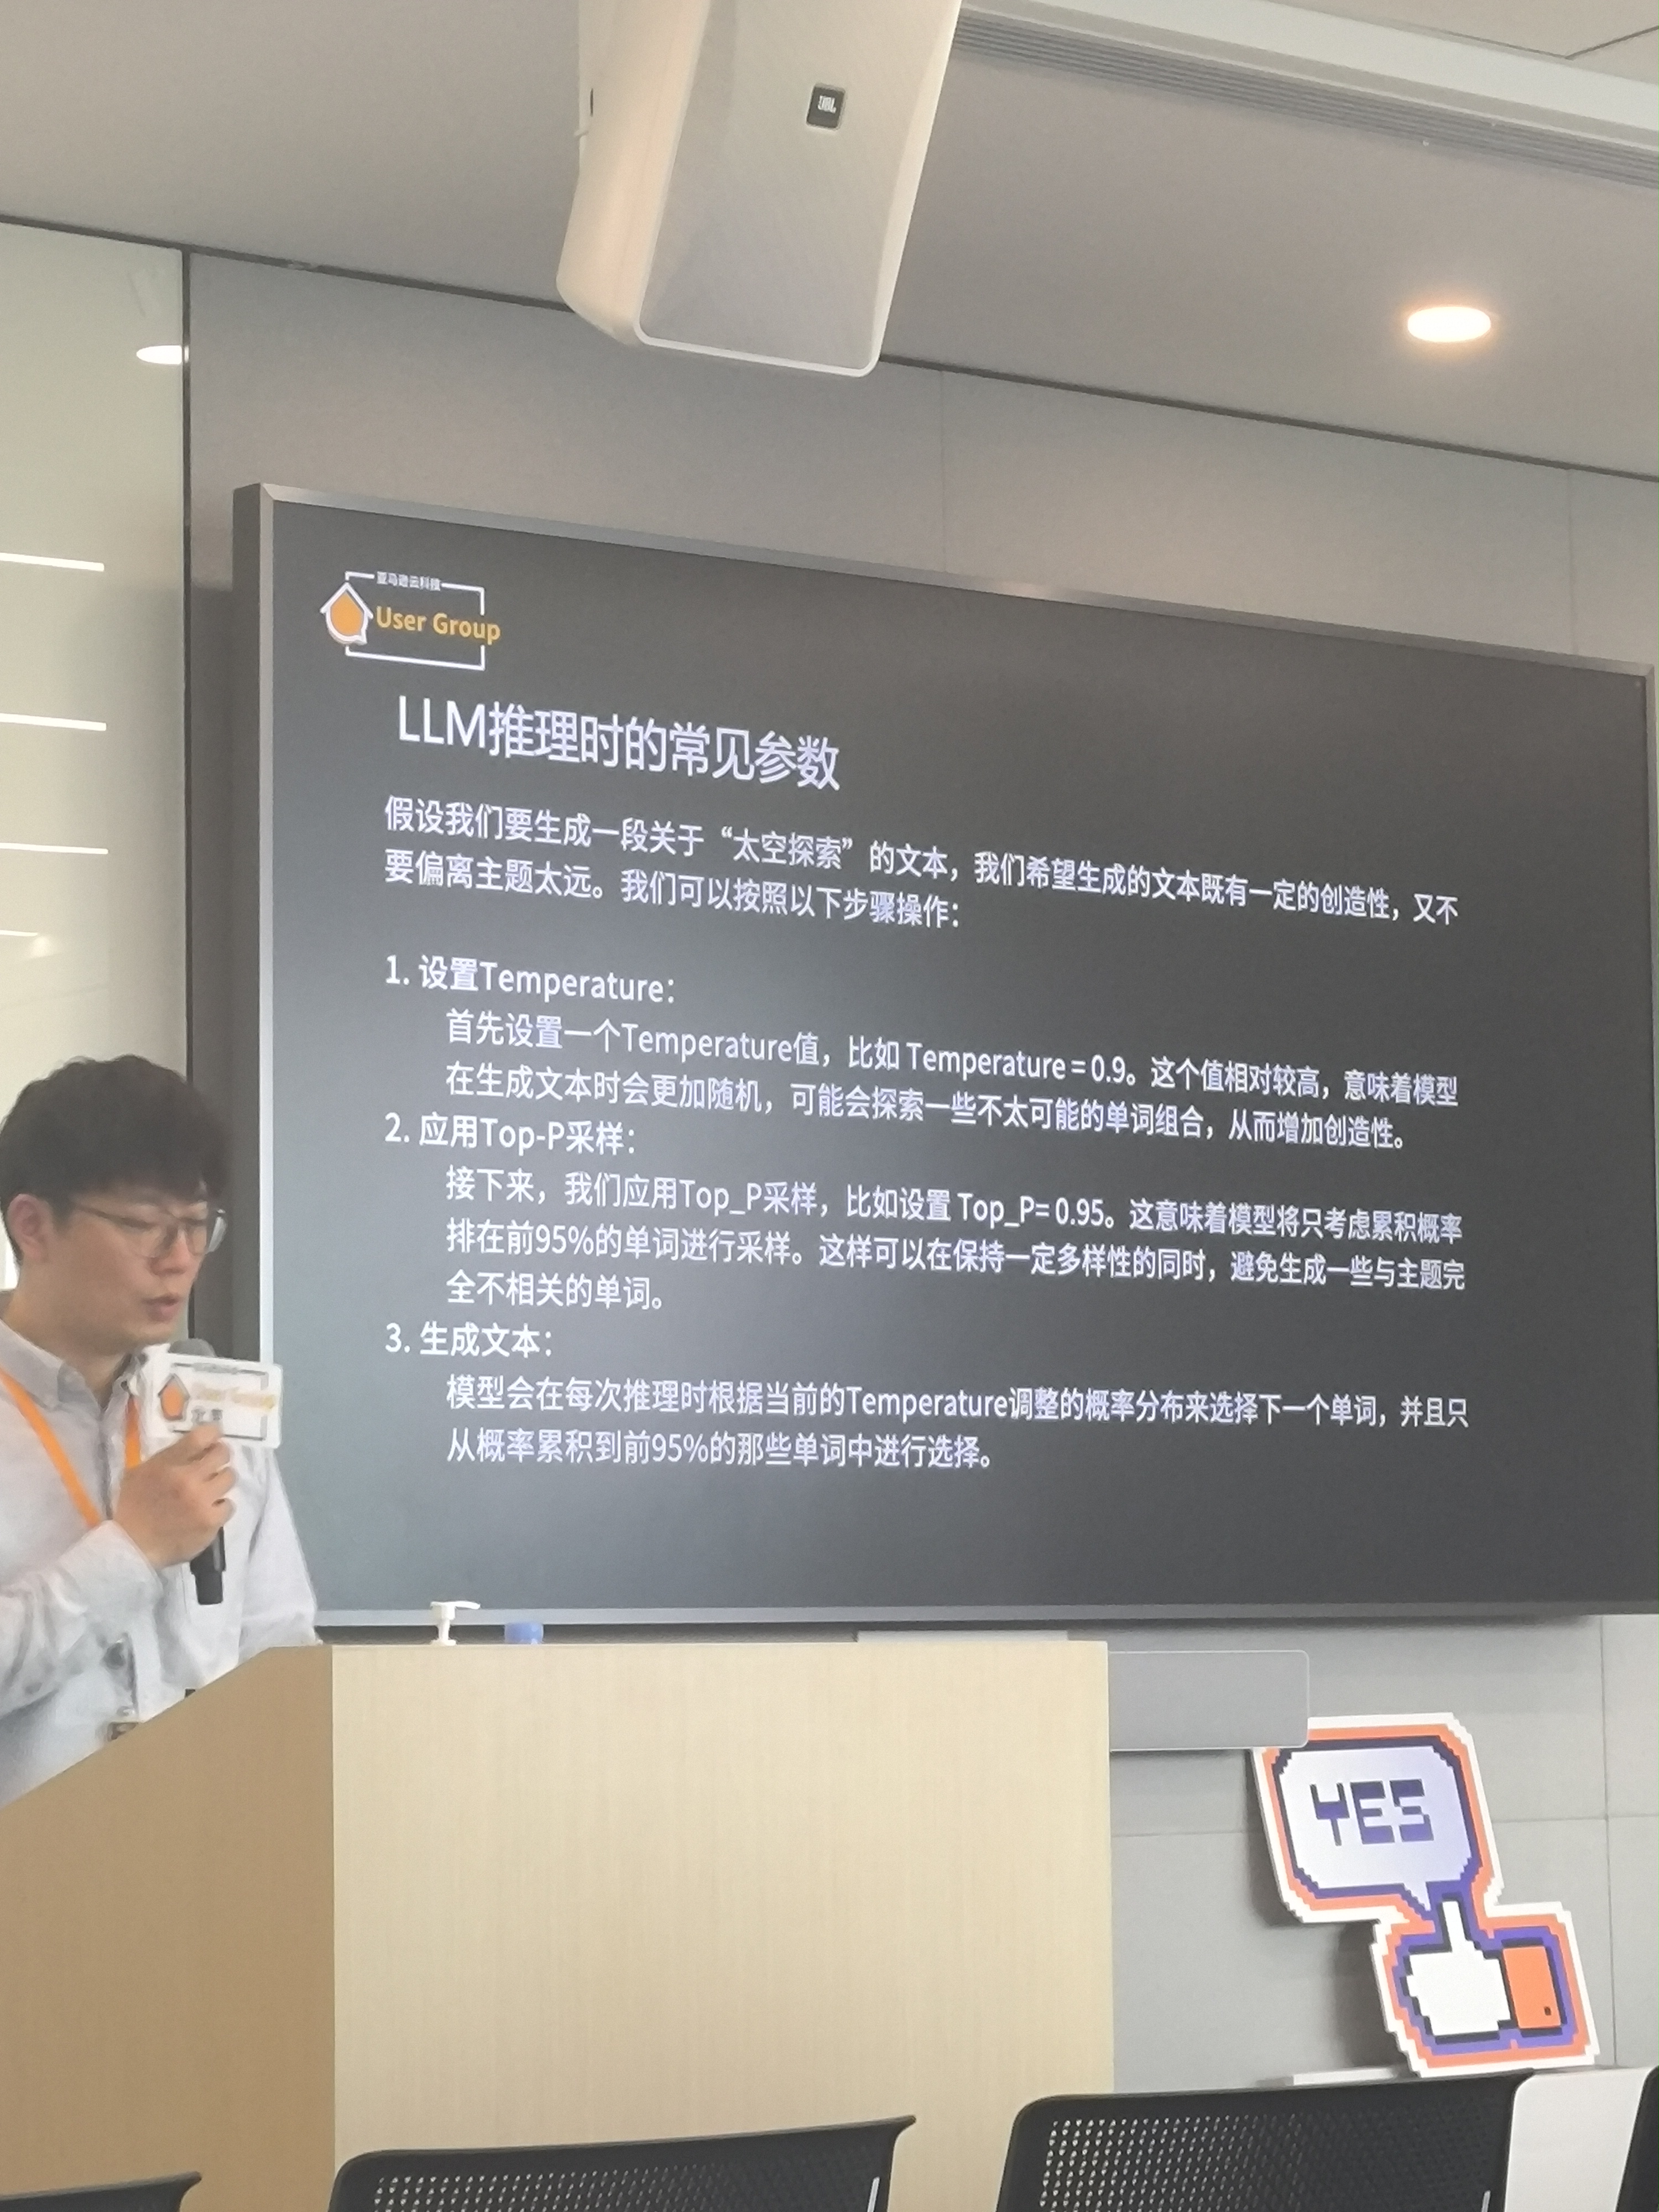 JBL
亚马逊云科技
User Group
LLM推理时的常见参数
假设我们要生成一段关于“太空探索”的文本，我们希望生成的文本既有一定的创造性，又不
要偏离主题太远。我们可以按照以下步骤操作：
1. 设置Temperature：
首先设置一个Temperature值，比如 Temperature = 0.9。这个值相对较高，意味着模型
在生成文本时会更加随机，可能会探索一些不太可能的单词组合，从而增加创造性。
2. 应用Top-P采样：
接下来，我们应用Top_P采样，比如设置 Top_P= 0.95。这意味着模型将只考虑累积概率
排在前95%的单词进行采样。这样可以在保持一定多样性的同时，避免生成一些与主题完
全不相关的单词。
3. 生成文本：
模型会在每次推理时根据当前的Temperature调整的概率分布来选择下一个单词，并且只
从概率累积到前95%的那些单词中进行选择。
User Group
YES